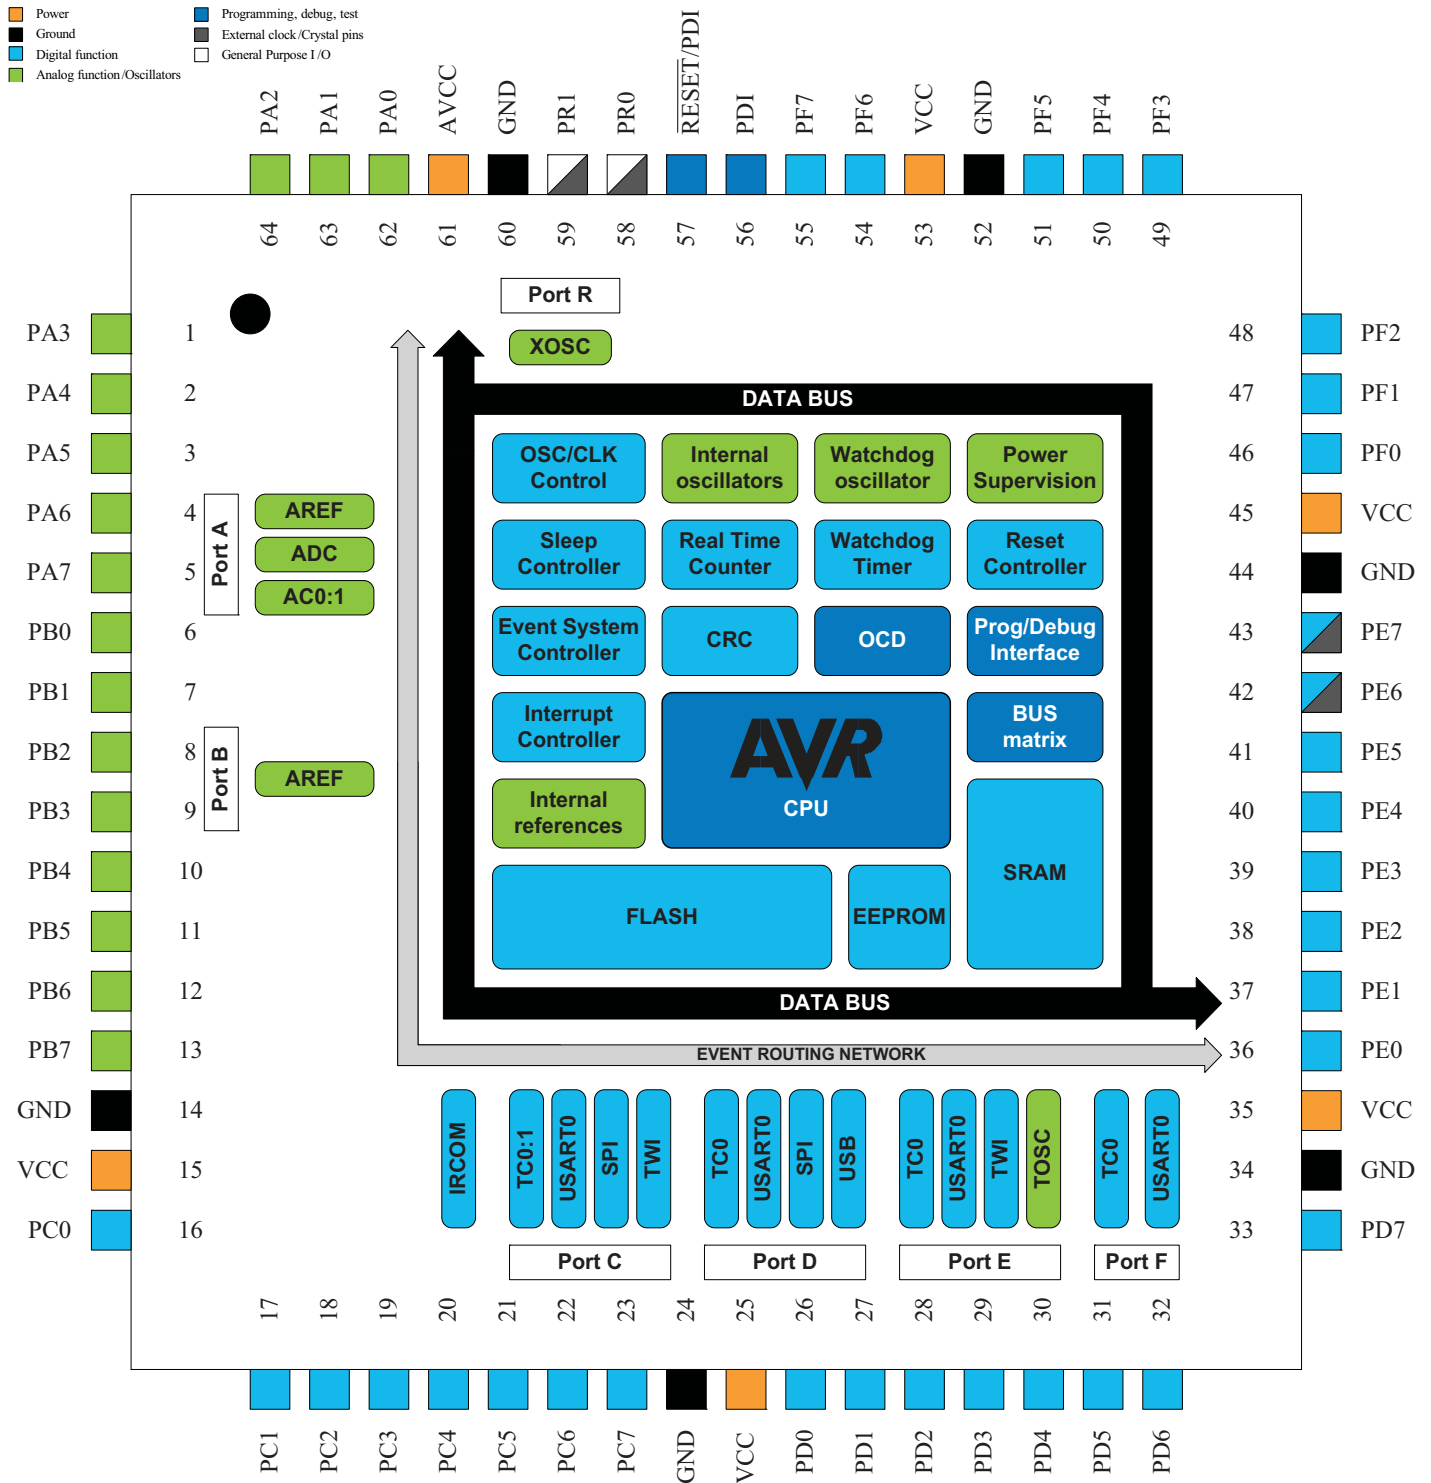 Power
Ground
Digital function
Analog function/Oscillators
Programming, debug, test
External clock/Crystal pins
General Purpose I/O
PA2
PA1
PA0
AVCC
GND
PR1
PR0
RESET/PDI
PDI
PF7
PF6
VCC
GND
PF5
PF4
PF3
64
63
62
61
60
59
58
57
56
55
54
53
52
51
50
49
PA3 1
PA4 2
PA5 3
PA6 4
PA7 5
PB0 6
PB1 7
PB2 8
PB3 9
PB4 10
PB5 11
PB6 12
PB7 13
GND 14
VCC 15
PC0 16
Port A
AREF
ADC
AC0:1
Port B
AREF
Port R
XOSC
DATA BUS
OSC/CLK
Control
Internal
oscillators
Watchdog
oscillator
Power
Supervision
Sleep
Controller
Real Time
Counter
Watchdog
Timer
Reset
Controller
Event System
Controller
CRC
OCD
Prog/Debug
Interface
Interrupt
Controller
AVR
CPU
BUS
matrix
Internal
references
SRAM
FLASH
EEPROM
DATA BUS
EVENT ROUTING NETWORK
48 PF2
47 PF1
46 PF0
45 VCC
44 GND
43 PE7
42 PE6
41 PE5
40 PE4
39 PE3
38 PE2
37 PE1
36 PE0
35 VCC
34 GND
33 PD7
IRCOM
TC0:1
USART0
SPI
TWI
TC0
USART0
SPI
USB
TC0
USART0
TWI
TOSC
TC0
USART0
Port C
Port D
Port E
Port F
17
18
19
20
21
22
23
24
25
26
27
28
29
30
31
32
PC1
PC2
PC3
PC4
PC5
PC6
PC7
GND
VCC
PD0
PD1
PD2
PD3
PD4
PD5
PD6